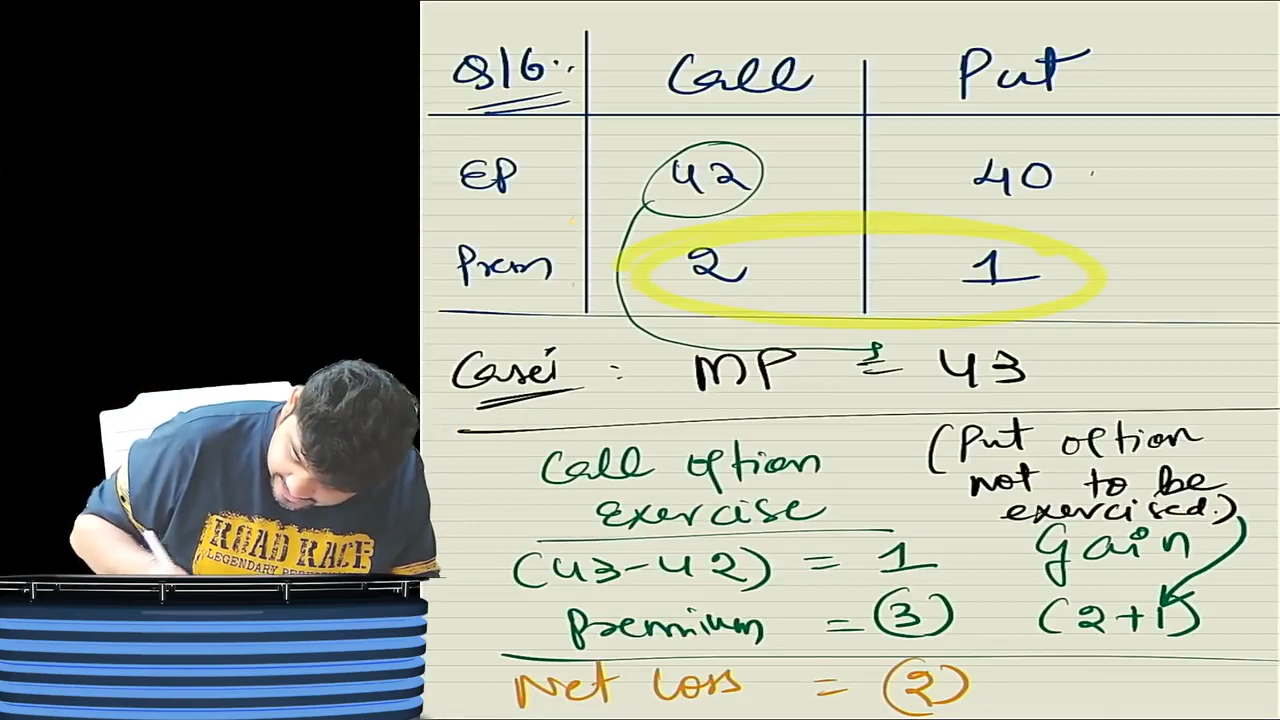 Q16. Call Put
EP 42 40
Prem 2 1
Case i : MP = 43
Call option exercise
(Put option not to be exercised.)
(43-42) = 1 Gain
Premium = (3) (2+1)
Net loss = (2)
ROAD RACE